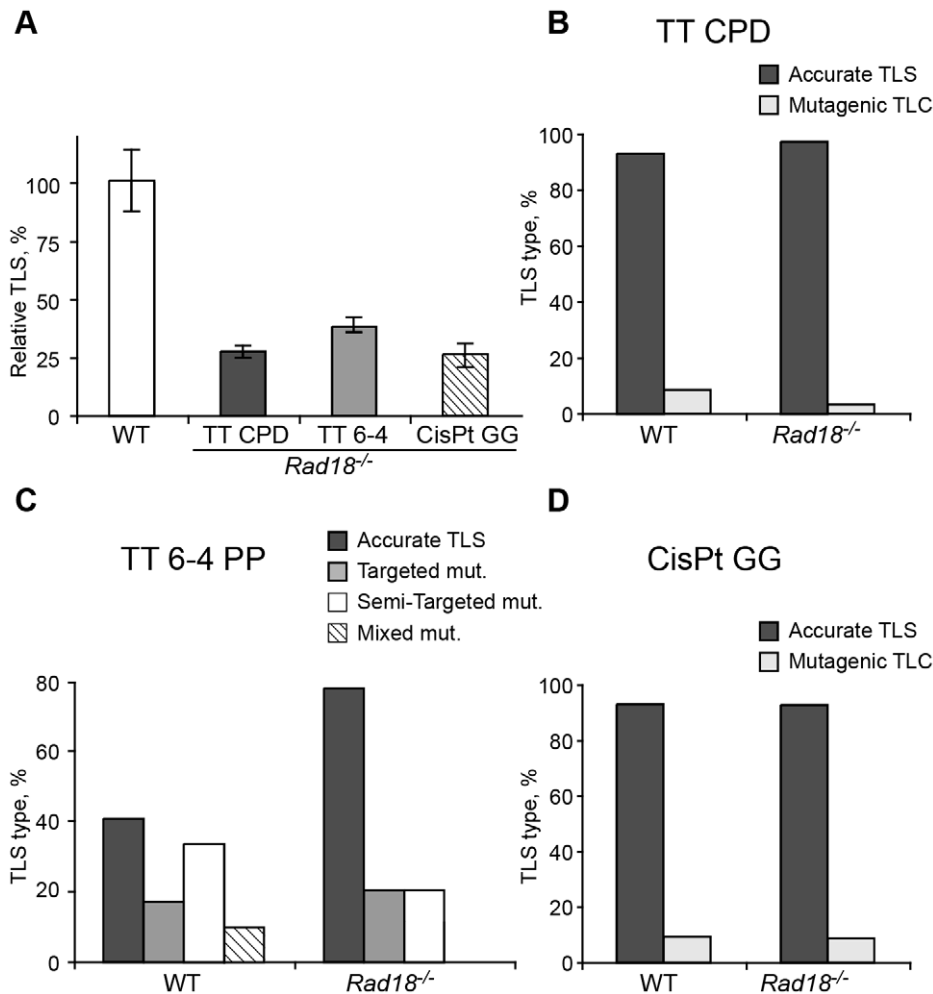 A
Relative TLS, %
100
75
50
25
0
WT
TT CPD
TT 6-4
CisPt GG
Rad18-/-
B
TT CPD
Accurate TLS
Mutagenic TLC
TLS type, %
100
80
60
40
20
0
WT
Rad18-/-
C
TT 6-4 PP
Accurate TLS
Targeted mut.
Semi-Targeted mut.
Mixed mut.
TLS type, %
80
60
40
20
0
WT
Rad18-/-
D
CisPt GG
Accurate TLS
Mutagenic TLC
TLS type, %
100
80
60
40
20
0
WT
Rad18-/-